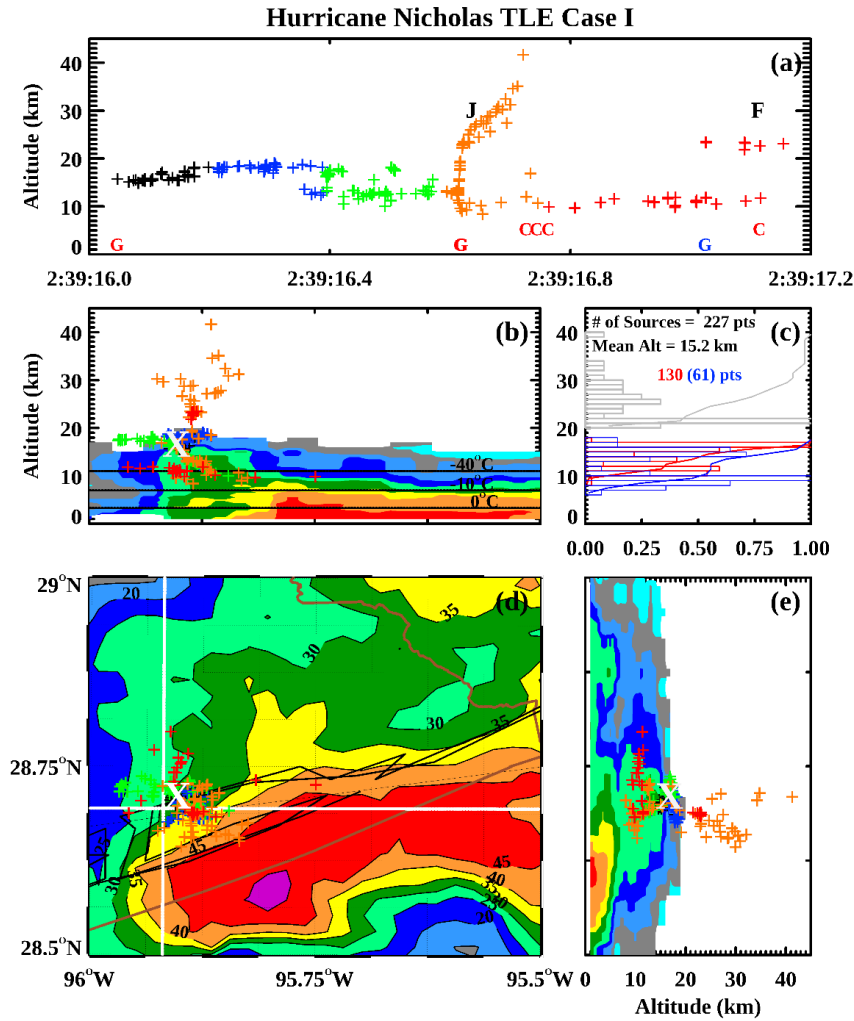 Hurricane Nicholas TLE Case I
(a)
Altitude (km)
40
30
20
10
0
J
F
G
G
CCC
G
C
2:39:16.0
2:39:16.4
2:39:16.8
2:39:17.2
(b)
Altitude (km)
40
30
20
10
0
X
-40°C
0°C
(c)
# of Sources = 227 pts
Mean Alt = 15.2 km
130 (61) pts
40
30
20
10
0
0.00
0.25
0.50
0.75
1.00
(d)
29°N
28.75°N
28.5°N
20
35
30
30
35
X
25
30
35
45
40
45
40
20
96°W
95.75°W
95.5°W
(e)
X
0
10
20
30
40
Altitude (km)